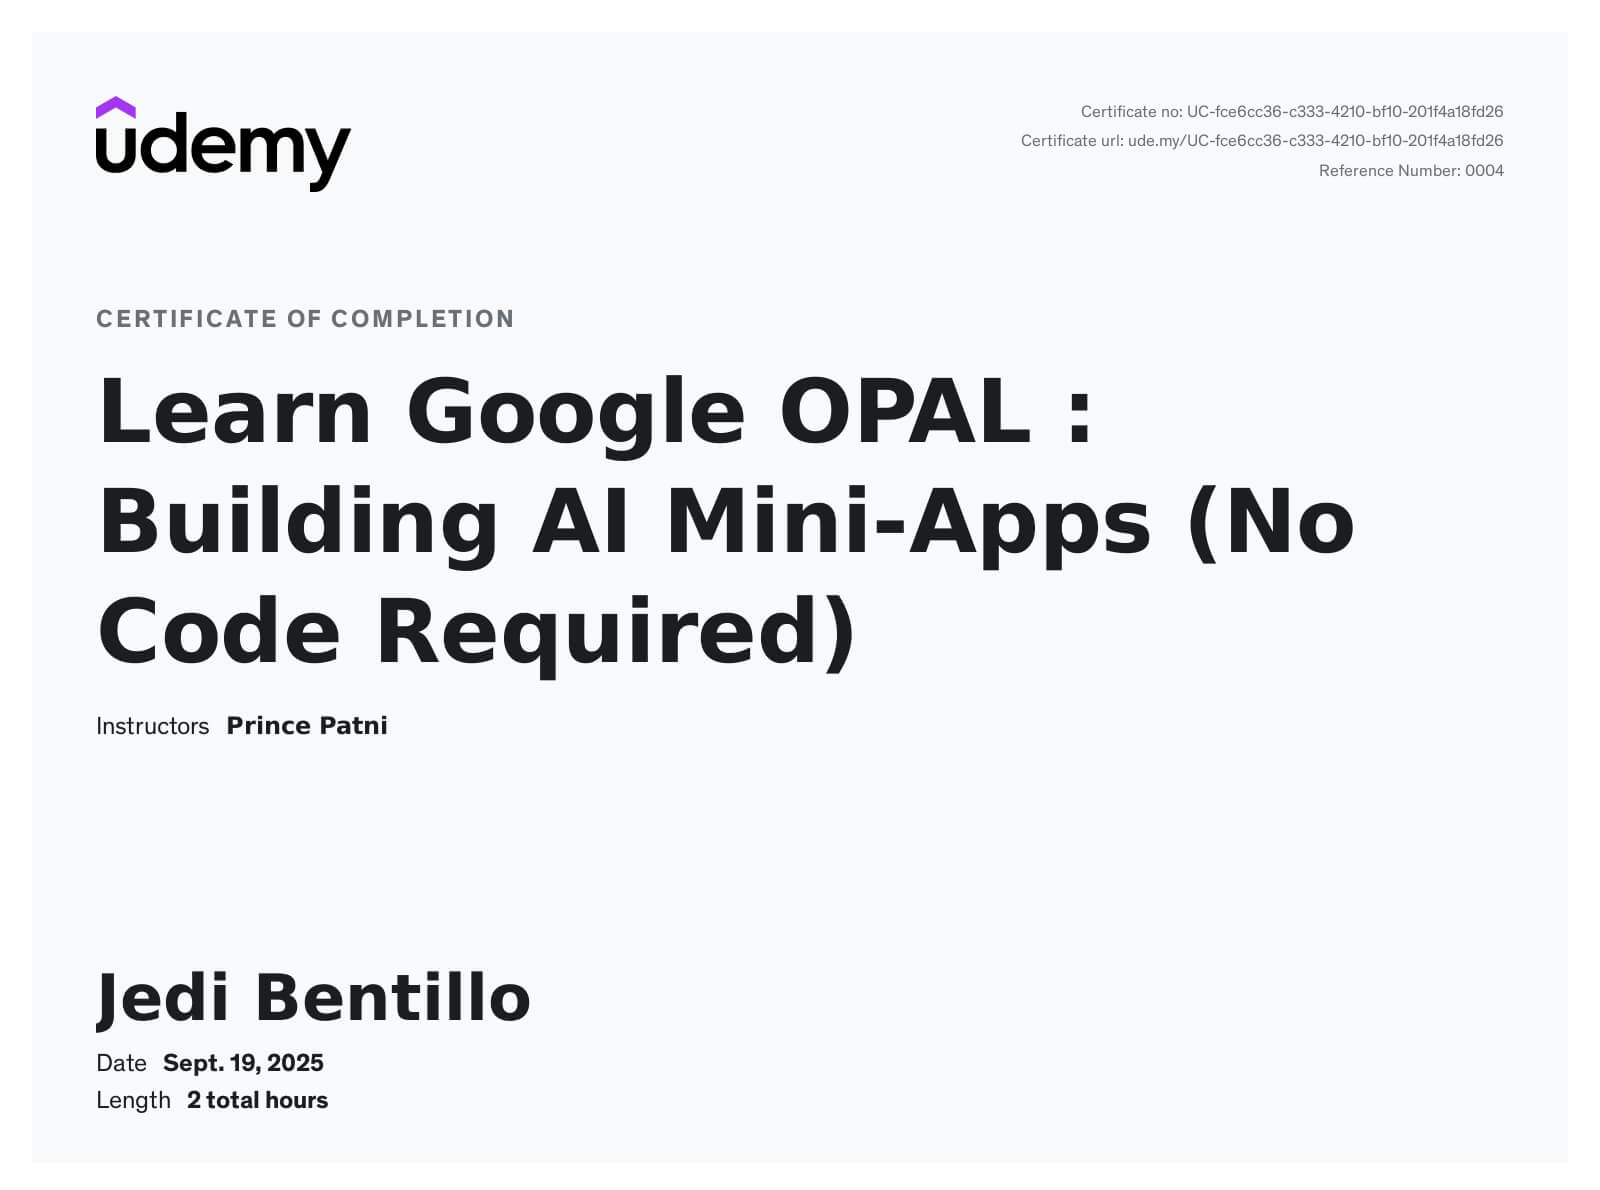 udemy
Certificate no: UC-fce6cc36-c333-4210-bf10-201f4a18fd26
Certificate url: ude.my/UC-fce6cc36-c333-4210-bf10-201f4a18fd26
Reference Number: 0004
CERTIFICATE OF COMPLETION
Learn Google OPAL :
Building AI Mini-Apps (No
Code Required)
Instructors Prince Patni
Jedi Bentillo
Date Sept. 19, 2025
Length 2 total hours